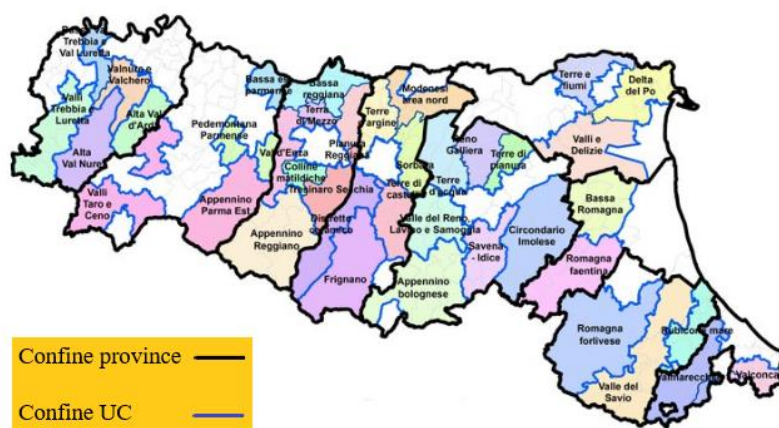 Trebbia e
Val Luretta
Valnure e
Valchero
Valli
Trebbia e
Luretta
Alta Val
d'Arda
Alta
Val Nure
Valli
Taro e
Ceno
Pedemontana
Parmense
Appennino
Parma Est
parmense
Bassa
reggiana
Terra
di Mezzo
Pianura
Reggiana
Val d'Enza
Colline
matildiche
Tresinaro Secchia
Appennino
Reggiano
Distretto
ceramico
Frignano
Terre
d'argine
Modenesi
area nord
Sorbara
Terre di
castelli
Reno
Galliera
Terre di
pianura
Terre
d'acqua
Valle del Reno,
Lavino e Samoggia
Appennino
bolognese
Savena
-Idice
Circondario
Imolese
Terre e
fiumi
Delta
del Po
Valli e
Delizie
Bassa
Romagna
Romagna
faentina
Romagna
forlivese
Valle del
Savio
Rubicone mare
Valmarecchia
Valconca
Confine province
Confine UC